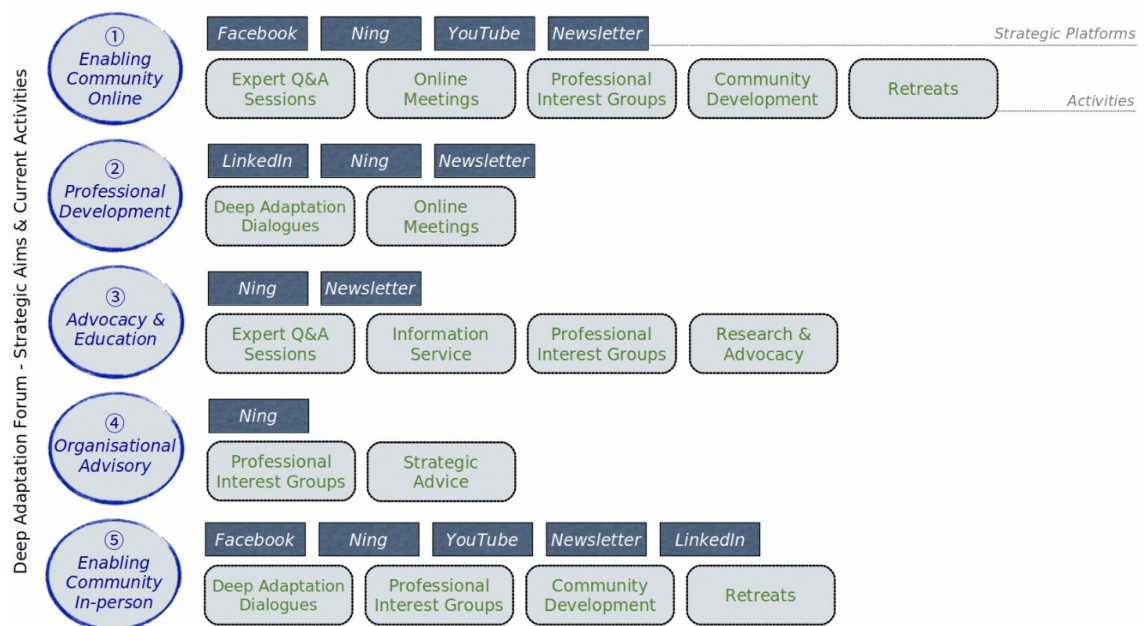 Deep Adaptation Forum - Strategic Aims & Current Activities
①
Enabling
Community
Online
Facebook
Ning
YouTube
Newsletter
Strategic Platforms
Expert Q&A
Sessions
Online
Meetings
Professional
Interest Groups
Community
Development
Retreats
Activities
②
Professional
Development
LinkedIn
Ning
Newsletter
Deep Adaptation
Dialogues
Online
Meetings
③
Advocacy &
Education
Ning
Newsletter
Expert Q&A
Sessions
Information
Service
Professional
Interest Groups
Research &
Advocacy
④
Organisational
Advisory
Ning
Professional
Interest Groups
Strategic
Advice
⑤
Enabling
Community
In-person
Facebook
Ning
YouTube
Newsletter
LinkedIn
Deep Adaptation
Dialogues
Professional
Interest Groups
Community
Development
Retreats